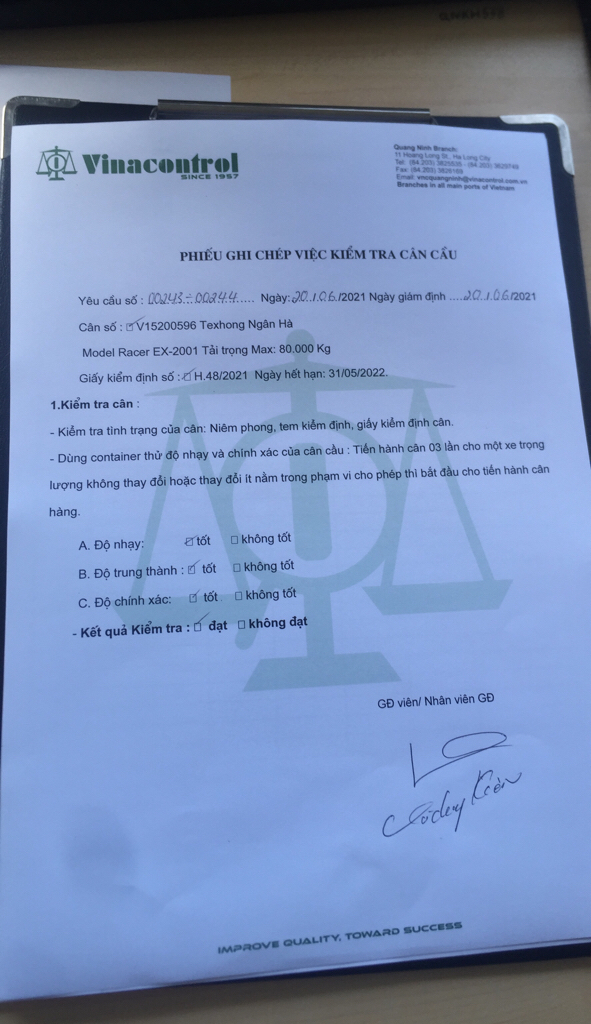 Vinacontrol
SINCE 1957
Quang Ninh Branch:
11 Hoang Long St., Ha Long City
Branches in all main ports of Vietnam
PHIẾU GHI CHÉP VIỆC KIỂM TRA CÂN CẦU
Yêu cầu số : 00243÷00244..... Ngày: 20./.06./2021 Ngày giám định ....20./.06./2021
Cân số : ☑ V15200596 Texhong Ngân Hà
Model Racer EX-2001 Tải trọng Max: 80.000 Kg
Giấy kiểm định số : ☑ H.48/2021 Ngày hết hạn: 31/05/2022.
1.Kiểm tra cân :
- Kiểm tra tình trạng của cân: Niêm phong, tem kiểm định, giấy kiểm định cân.
- Dùng container thử độ nhạy và chính xác của cân cầu : Tiến hành cân 03 lần cho một xe trọng
lượng không thay đổi hoặc thay đổi ít nằm trong phạm vi cho phép thì bắt đầu cho tiến hành cân
hàng.
A. Độ nhạy: ☑ tốt ☐ không tốt
B. Độ trung thành : ☑ tốt ☐ không tốt
C. Độ chính xác: ☑ tốt ☐ không tốt
- Kết quả Kiểm tra : ☑ đạt ☐ không đạt
GĐ viên/ Nhân viên GĐ
IMPROVE QUALITY, TOWARD SUCCESS